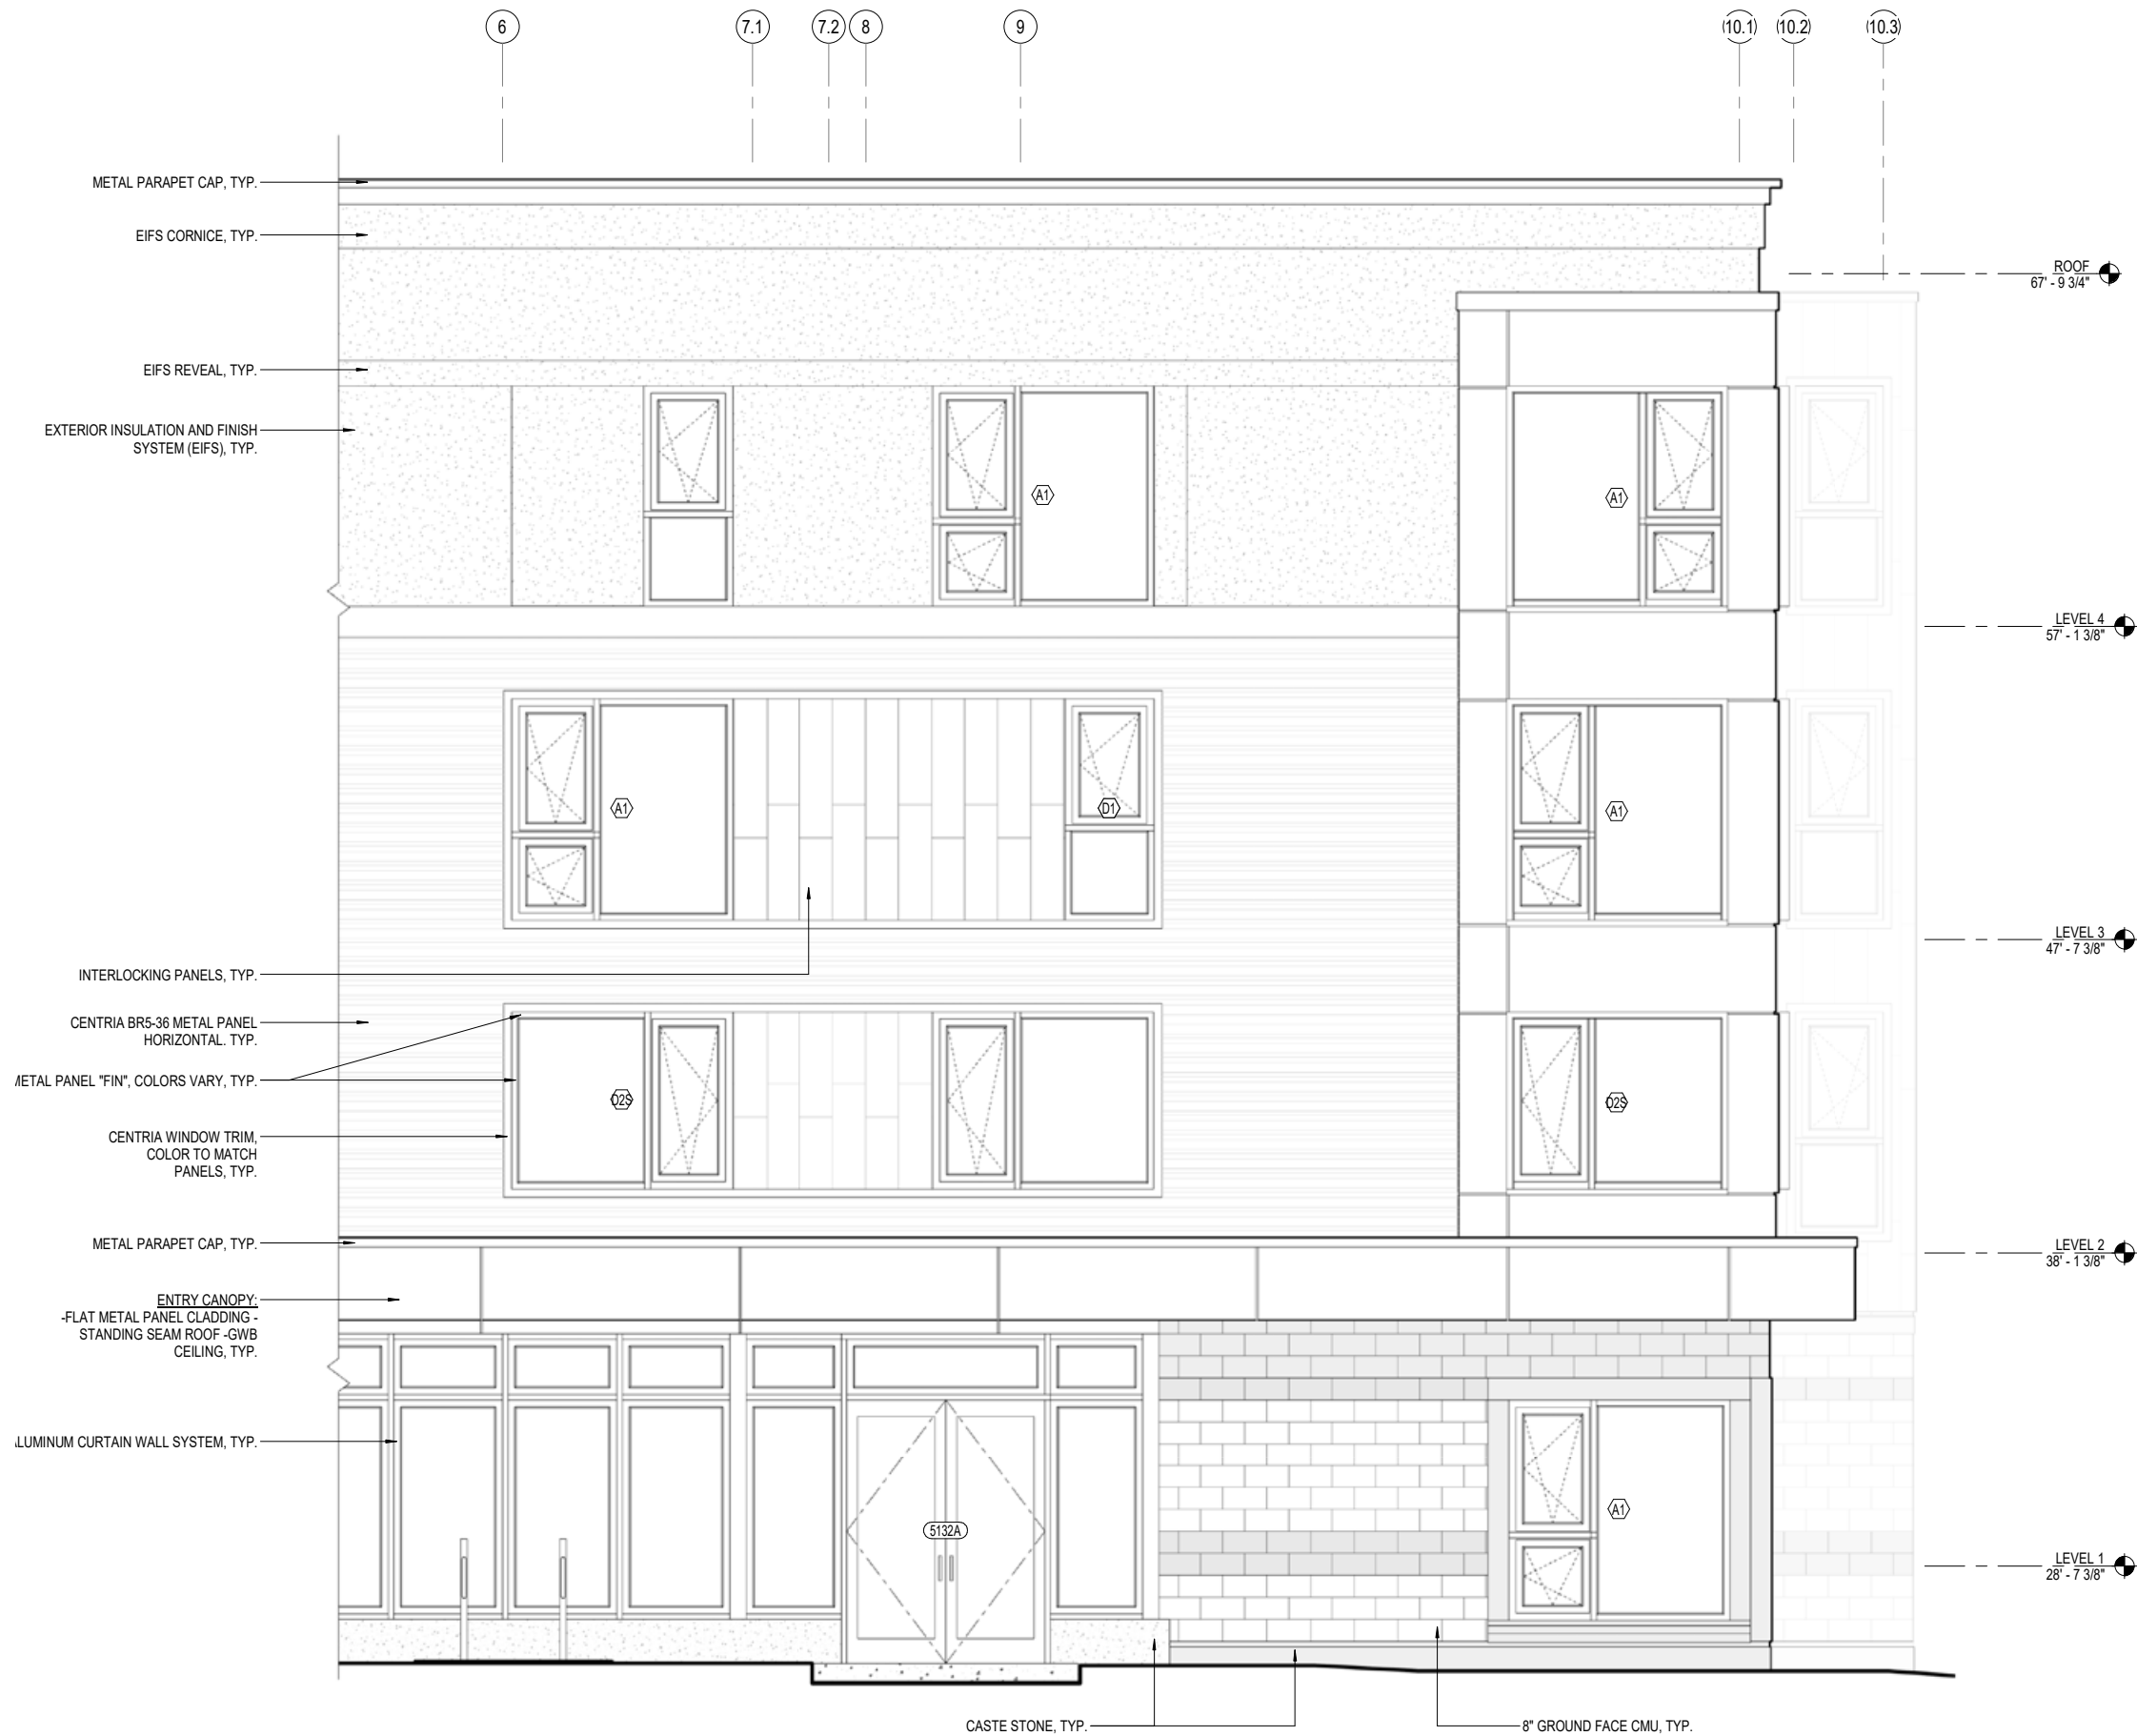 6
7.1
7.2
8
9
10.1
10.2
10.3
METAL PARAPET CAP, TYP.
EIFS CORNICE, TYP.
ROOF
67' - 9 3/4"
EIFS REVEAL, TYP.
EXTERIOR INSULATION AND FINISH
SYSTEM (EIFS), TYP.
A1
A1
LEVEL 4
57' - 1 3/8"
A1
D1
A1
LEVEL 3
47' - 7 3/8"
INTERLOCKING PANELS, TYP.
CENTRIA BR5-36 METAL PANEL
HORIZONTAL. TYP.
METAL PANEL "FIN", COLORS VARY, TYP.
D2S
D2S
CENTRIA WINDOW TRIM,
COLOR TO MATCH
PANELS, TYP.
METAL PARAPET CAP, TYP.
LEVEL 2
38' - 1 3/8"
ENTRY CANOPY:
-FLAT METAL PANEL CLADDING -
STANDING SEAM ROOF -GWB
CEILING, TYP.
LUMINUM CURTAIN WALL SYSTEM, TYP.
A1
5132A
LEVEL 1
28' - 7 3/8"
CASTE STONE, TYP.
8" GROUND FACE CMU, TYP.